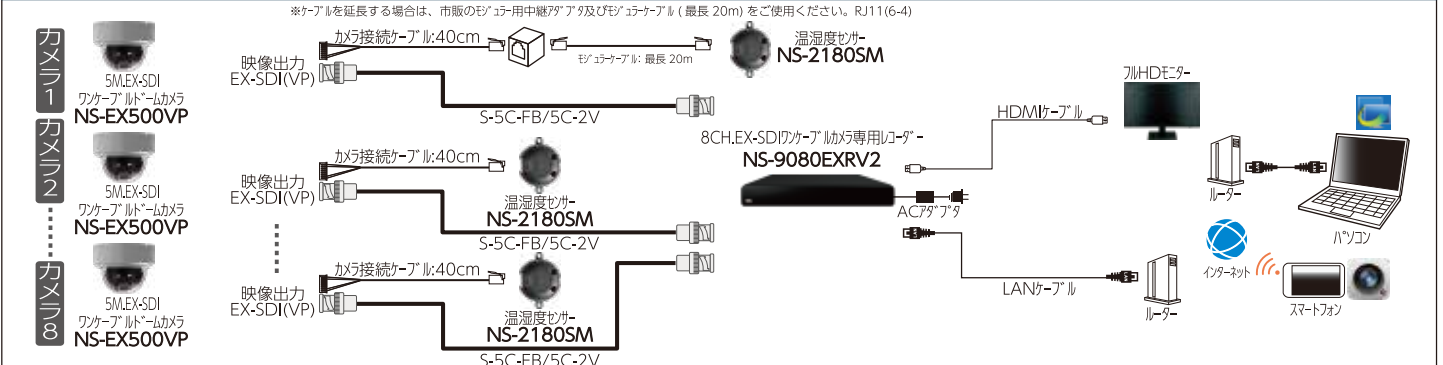 ※ケーブルを延長する場合は、市販のモジュラー用中継アダプタ及びモジュラーケーブル ( 最長 20m) をご使用ください。RJ11(6-4)
カメラ1
5M.EX-SDI
ワンケーブルドームカメラ
NS-EX500VP
映像出力
EX-SDI(VP)
カメラ接続ケーブル:40cm
モジュラーケーブル: 最長 20m
温湿度センサー
NS-2180SM
S-5C-FB/5C-2V
カメラ2
5M.EX-SDI
ワンケーブルドームカメラ
NS-EX500VP
映像出力
EX-SDI(VP)
カメラ接続ケーブル:40cm
温湿度センサー
NS-2180SM
S-5C-FB/5C-2V
カメラ8
5M.EX-SDI
ワンケーブルドームカメラ
NS-EX500VP
映像出力
EX-SDI(VP)
カメラ接続ケーブル:40cm
温湿度センサー
NS-2180SM
S-5C-FB/5C-2V
8CH.EX-SDIワンケーブルカメラ専用レコーダー
NS-9080EXRV2
HDMIケーブル
フルHDモニター
ACアダプタ
LANケーブル
ルーター
パソコン
インターネット
ルーター
スマートフォン